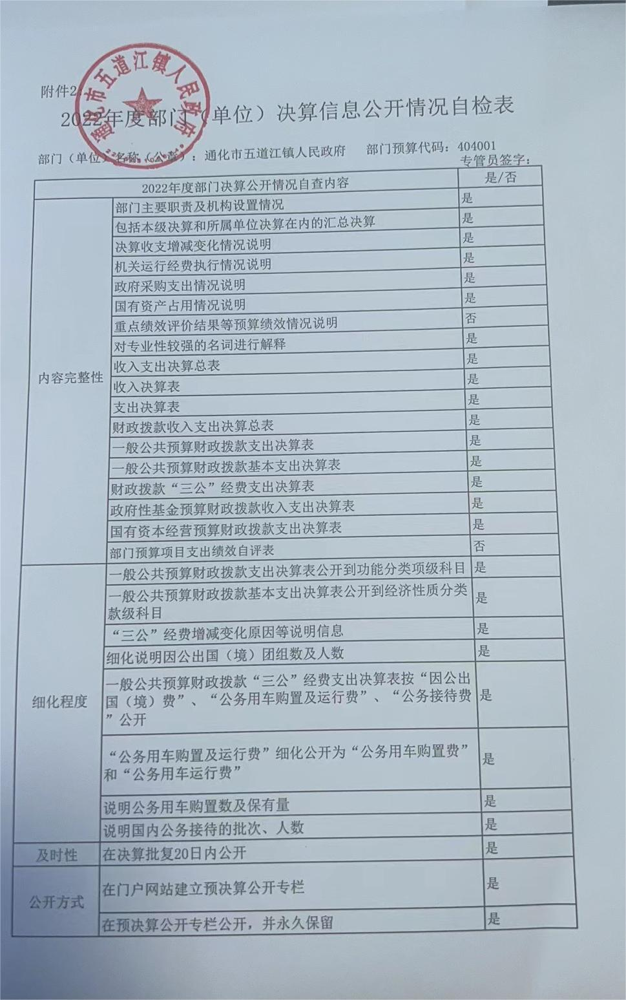 通化市五道江镇人民政府
附件2:
2022年度部门（单位）决算信息公开情况自检表
部门（单位）名称（公章）：通化市五道江镇人民政府 部门预算代码：404001
专管员签字：
2022年度部门决算公开情况自查内容 是/否
内容完整性
部门主要职责及机构设置情况 是
包括本级决算和所属单位决算在内的汇总决算 是
决算收支增减变化情况说明 是
机关运行经费执行情况说明 是
政府采购支出情况说明 是
国有资产占用情况说明 是
重点绩效评价结果等预算绩效情况说明 否
对专业性较强的名词进行解释 是
收入支出决算总表 是
收入决算表 是
支出决算表 是
财政拨款收入支出决算总表 是
一般公共预算财政拨款支出决算表 是
一般公共预算财政拨款基本支出决算表 是
财政拨款“三公”经费支出决算表 是
政府性基金预算财政拨款收入支出决算表 是
国有资本经营预算财政拨款支出决算表 是
部门预算项目支出绩效自评表 否
细化程度
一般公共预算财政拨款支出决算表公开到功能分类项级科目 是
一般公共预算财政拨款基本支出决算表公开到经济性质分类
款级科目 是
“三公”经费增减变化原因等说明信息 是
细化说明因公出国（境）团组数及人数 是
一般公共预算财政拨款“三公”经费支出决算表按“因公出
国（境）费”、“公务用车购置及运行费”、“公务接待费 是
”公开
“公务用车购置及运行费”细化公开为“公务用车购置费” 是
和“公务用车运行费”
说明公务用车购置数及保有量 是
说明国内公务接待的批次、人数 是
及时性 在决算批复20日内公开 是
公开方式
在门户网站建立预决算公开专栏 是
在预决算公开专栏公开，并永久保留 是